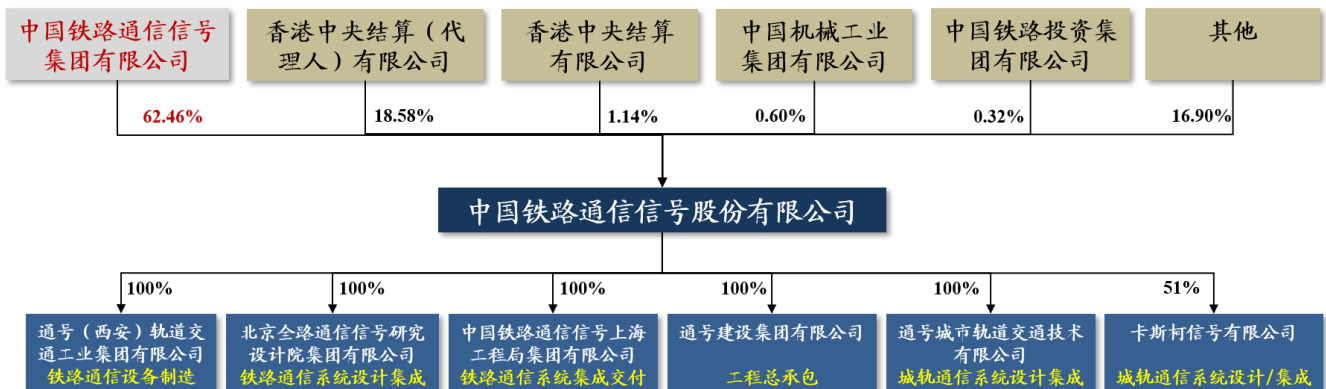 中国铁路通信信号
集团有限公司
香港中央结算（代
理人）有限公司
香港中央结算
有限公司
中国机械工业
集团有限公司
中国铁路投资集
团有限公司
其他
62.46%
18.58%
1.14%
0.60%
0.32%
16.90%
中国铁路通信信号股份有限公司
100%
100%
100%
100%
100%
51%
通号（西安）轨道交
通工业集团有限公司
铁路通信设备制造
北京全路通信信号研究
设计院集团有限公司
铁路通信系统设计集成
中国铁路通信信号上海
工程局集团有限公司
铁路通信系统集成交付
通号建设集团有限公司
工程总承包
通号城市轨道交通技术
有限公司
城轨通信系统设计集成
卡斯柯信号有限公司
城轨通信系统设计/集成